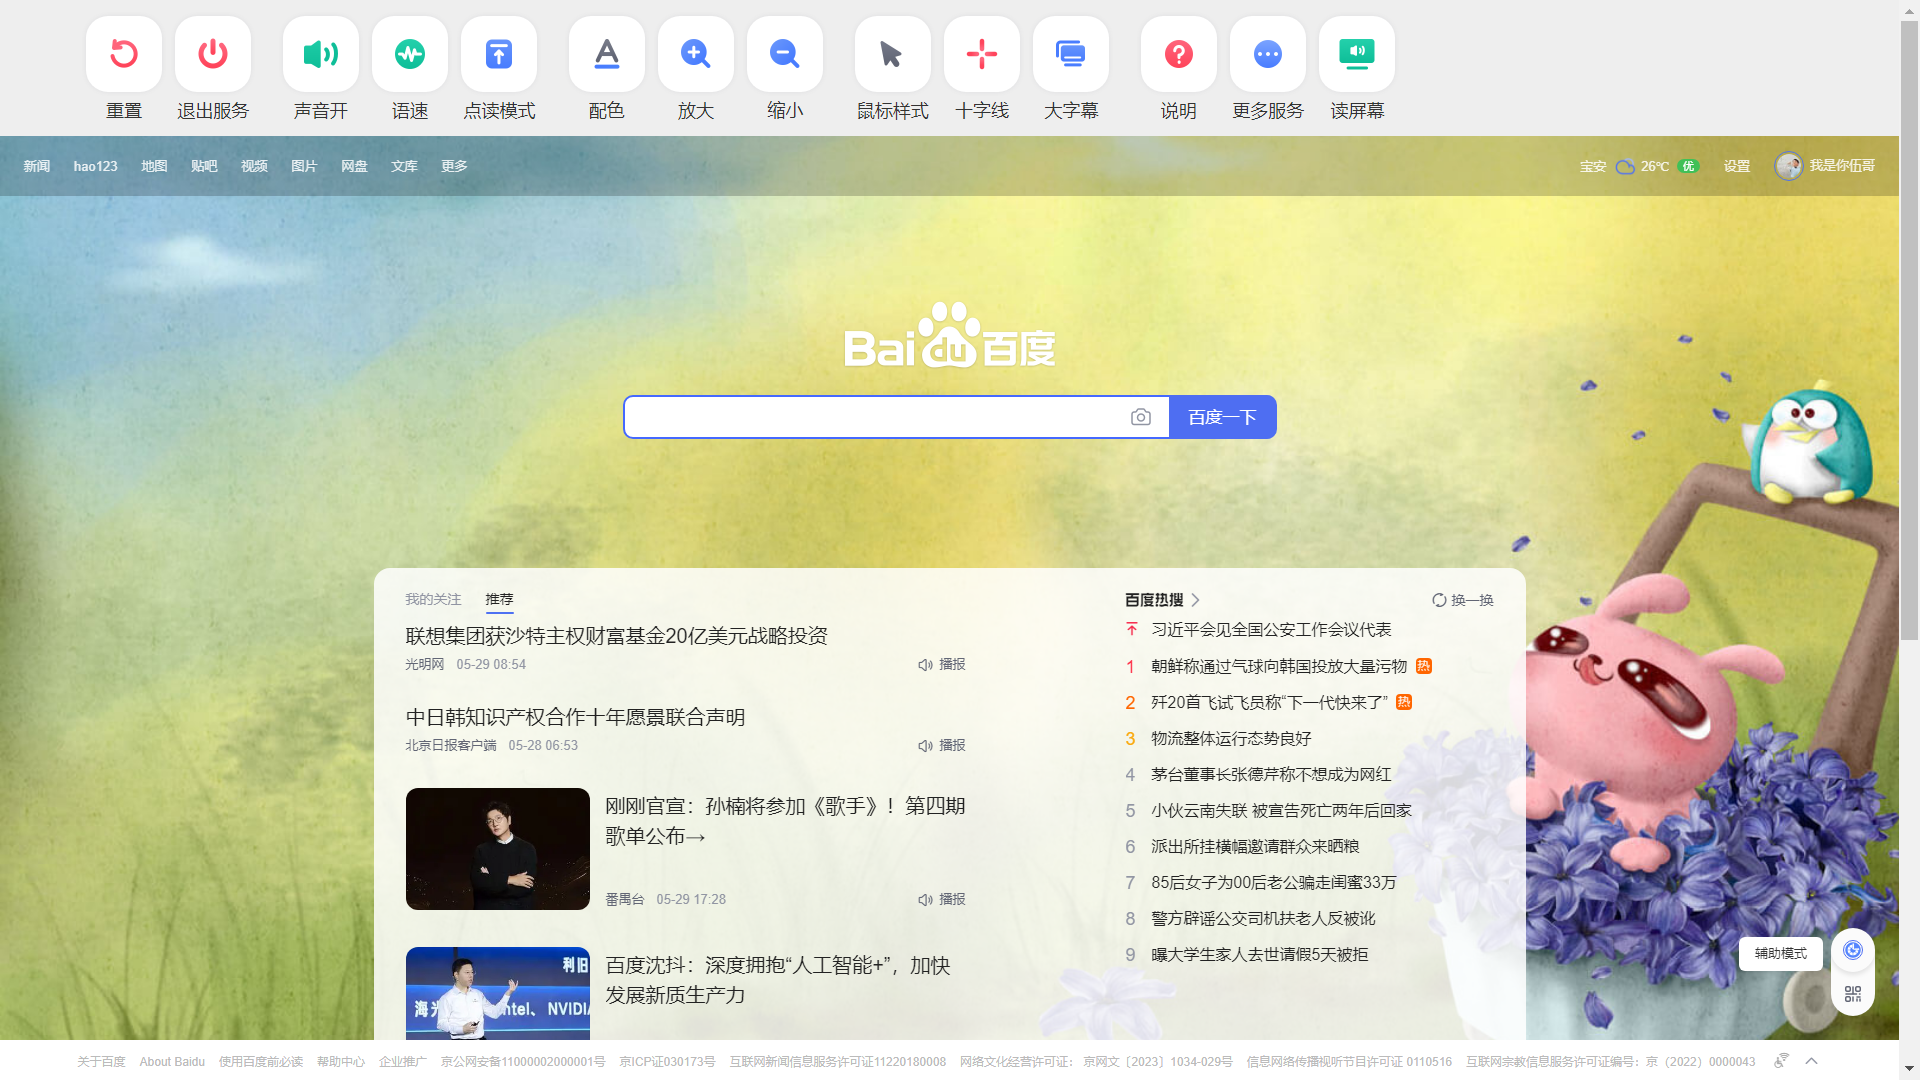 重置 退出服务 声音开 语速 点读模式 配色 放大 缩小 鼠标样式 十字线 大字幕 说明 更多服务 读屏幕
新闻 hao123 地图 贴吧 视频 图片 网盘 文库 更多 宝安 26℃ 优 设置 我是你伍哥
Bai du 百度
百度一下
我的关注 推荐
联想集团获沙特主权财富基金20亿美元战略投资
光明网 05-29 08:54 播报
中日韩知识产权合作十年愿景联合声明
北京日报客户端 05-28 06:53 播报
刚刚官宣：孙楠将参加《歌手》！第四期
歌单公布→
番禺台 05-29 17:28 播报
利旧
海光 ntel、NVIDI
百度沈抖：深度拥抱“人工智能+”，加快
发展新质生产力
百度热搜 换一换
习近平会见全国公安工作会议代表
1 朝鲜称通过气球向韩国投放大量污物 热
2 歼20首飞试飞员称“下一代快来了” 热
3 物流整体运行态势良好
4 茅台董事长张德芹称不想成为网红
5 小伙云南失联 被宣告死亡两年后回家
6 派出所挂横幅邀请群众来晒粮
7 85后女子为00后老公骗走闺蜜33万
8 警方辟谣公交司机扶老人反被讹
9 曝大学生家人去世请假5天被拒
辅助模式
关于百度 About Baidu 使用百度前必读 帮助中心 企业推广 京公网安备11000002000001号 京ICP证030173号 互联网新闻信息服务许可证11220180008 网络文化经营许可证： 京网文〔2023〕1034-029号 信息网络传播视听节目许可证 0110516 互联网宗教信息服务许可证编号：京（2022）0000043